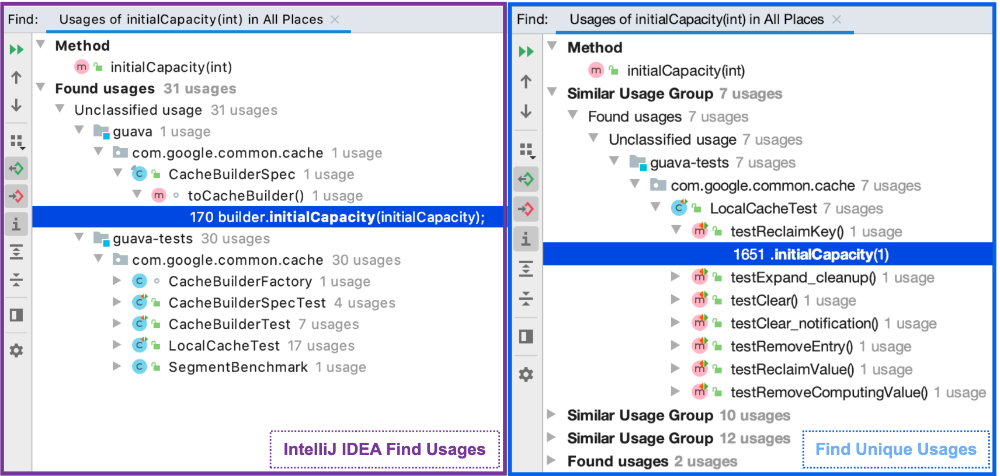 Find: Usages of initialCapacity(int) in All Places
Method
m initialCapacity(int)
Found usages 31 usages
Unclassified usage 31 usages
guava 1 usage
com.google.common.cache 1 usage
C CacheBuilderSpec 1 usage
m toCacheBuilder() 1 usage
170 builder.initialCapacity(initialCapacity);
guava-tests 30 usages
com.google.common.cache 30 usages
C CacheBuilderFactory 1 usage
C CacheBuilderSpecTest 4 usages
C CacheBuilderTest 7 usages
C LocalCacheTest 17 usages
C SegmentBenchmark 1 usage
IntelliJ IDEA Find Usages
Find: Usages of initialCapacity(int) in All Places
Method
m initialCapacity(int)
Similar Usage Group 7 usages
Found usages 7 usages
Unclassified usage 7 usages
guava-tests 7 usages
com.google.common.cache 7 usages
C LocalCacheTest 7 usages
m testReclaimKey() 1 usage
1651 .initialCapacity(1)
m testExpand_cleanup() 1 usage
m testClear() 1 usage
m testClear_notification() 1 usage
m testRemoveEntry() 1 usage
m testReclaimValue() 1 usage
m testRemoveComputingValue() 1 usage
Similar Usage Group 10 usages
Similar Usage Group 12 usages
Found usages 2 usages
Find Unique Usages